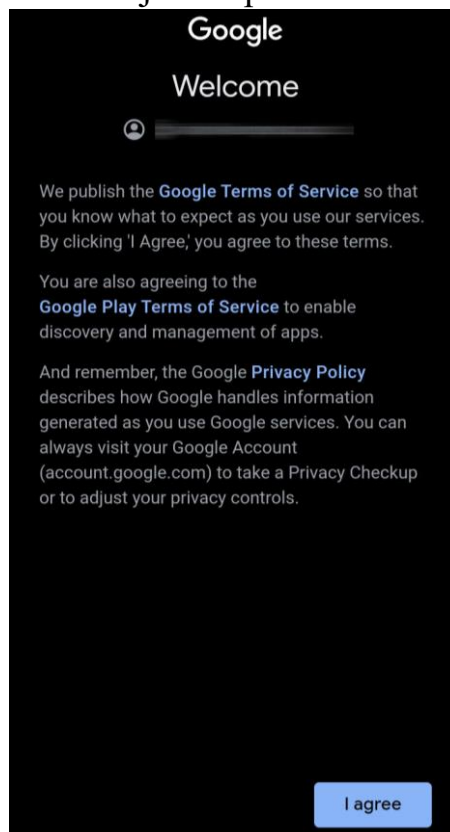 Google
Welcome
We publish the Google Terms of Service so that
you know what to expect as you use our services.
By clicking 'I Agree,' you agree to these terms.
You are also agreeing to the
Google Play Terms of Service to enable
discovery and management of apps.
And remember, the Google Privacy Policy
describes how Google handles information
generated as you use Google services. You can
always visit your Google Account
(account.google.com) to take a Privacy Checkup
or to adjust your privacy controls.
I agree